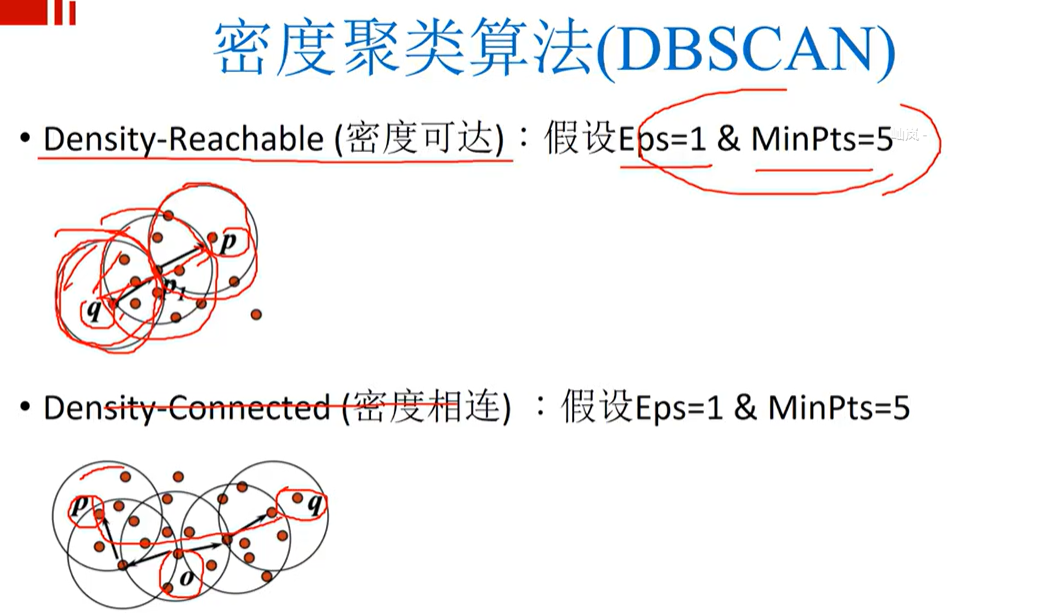 密度聚类算法(DBSCAN)
• Density-Reachable (密度可达)：假设Eps=1 & MinPts=5
p
p1
q
• Density-Connected (密度相连) ：假设Eps=1 & MinPts=5
p
q
o